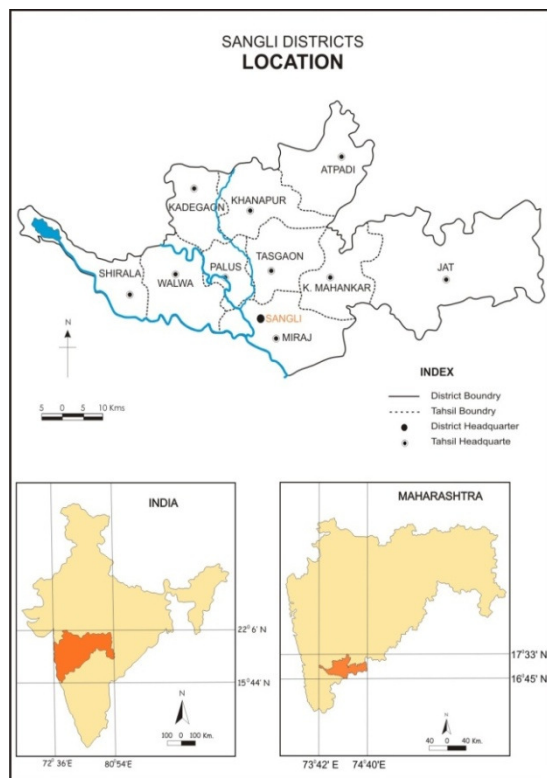 SANGLI DISTRICTS
LOCATION
ATPADI
KADEGAON
KHANAPUR
SHIRALA
WALWA
PALUS
TASGAON
K. MAHANKAR
JAT
SANGLI
MIRAJ
N
5 0 5 10 Kms
INDEX
District Boundry
Tahsil Boundry
District Headquarter
Tahsil Headquarte
INDIA
22° 6' N
15° 44' N
N
100 0 100 Km.
72° 36'E 80°54'E
MAHARASHTRA
17°33' N
16°45' N
N
40 0 40 Km.
73°42' E 74°40'E